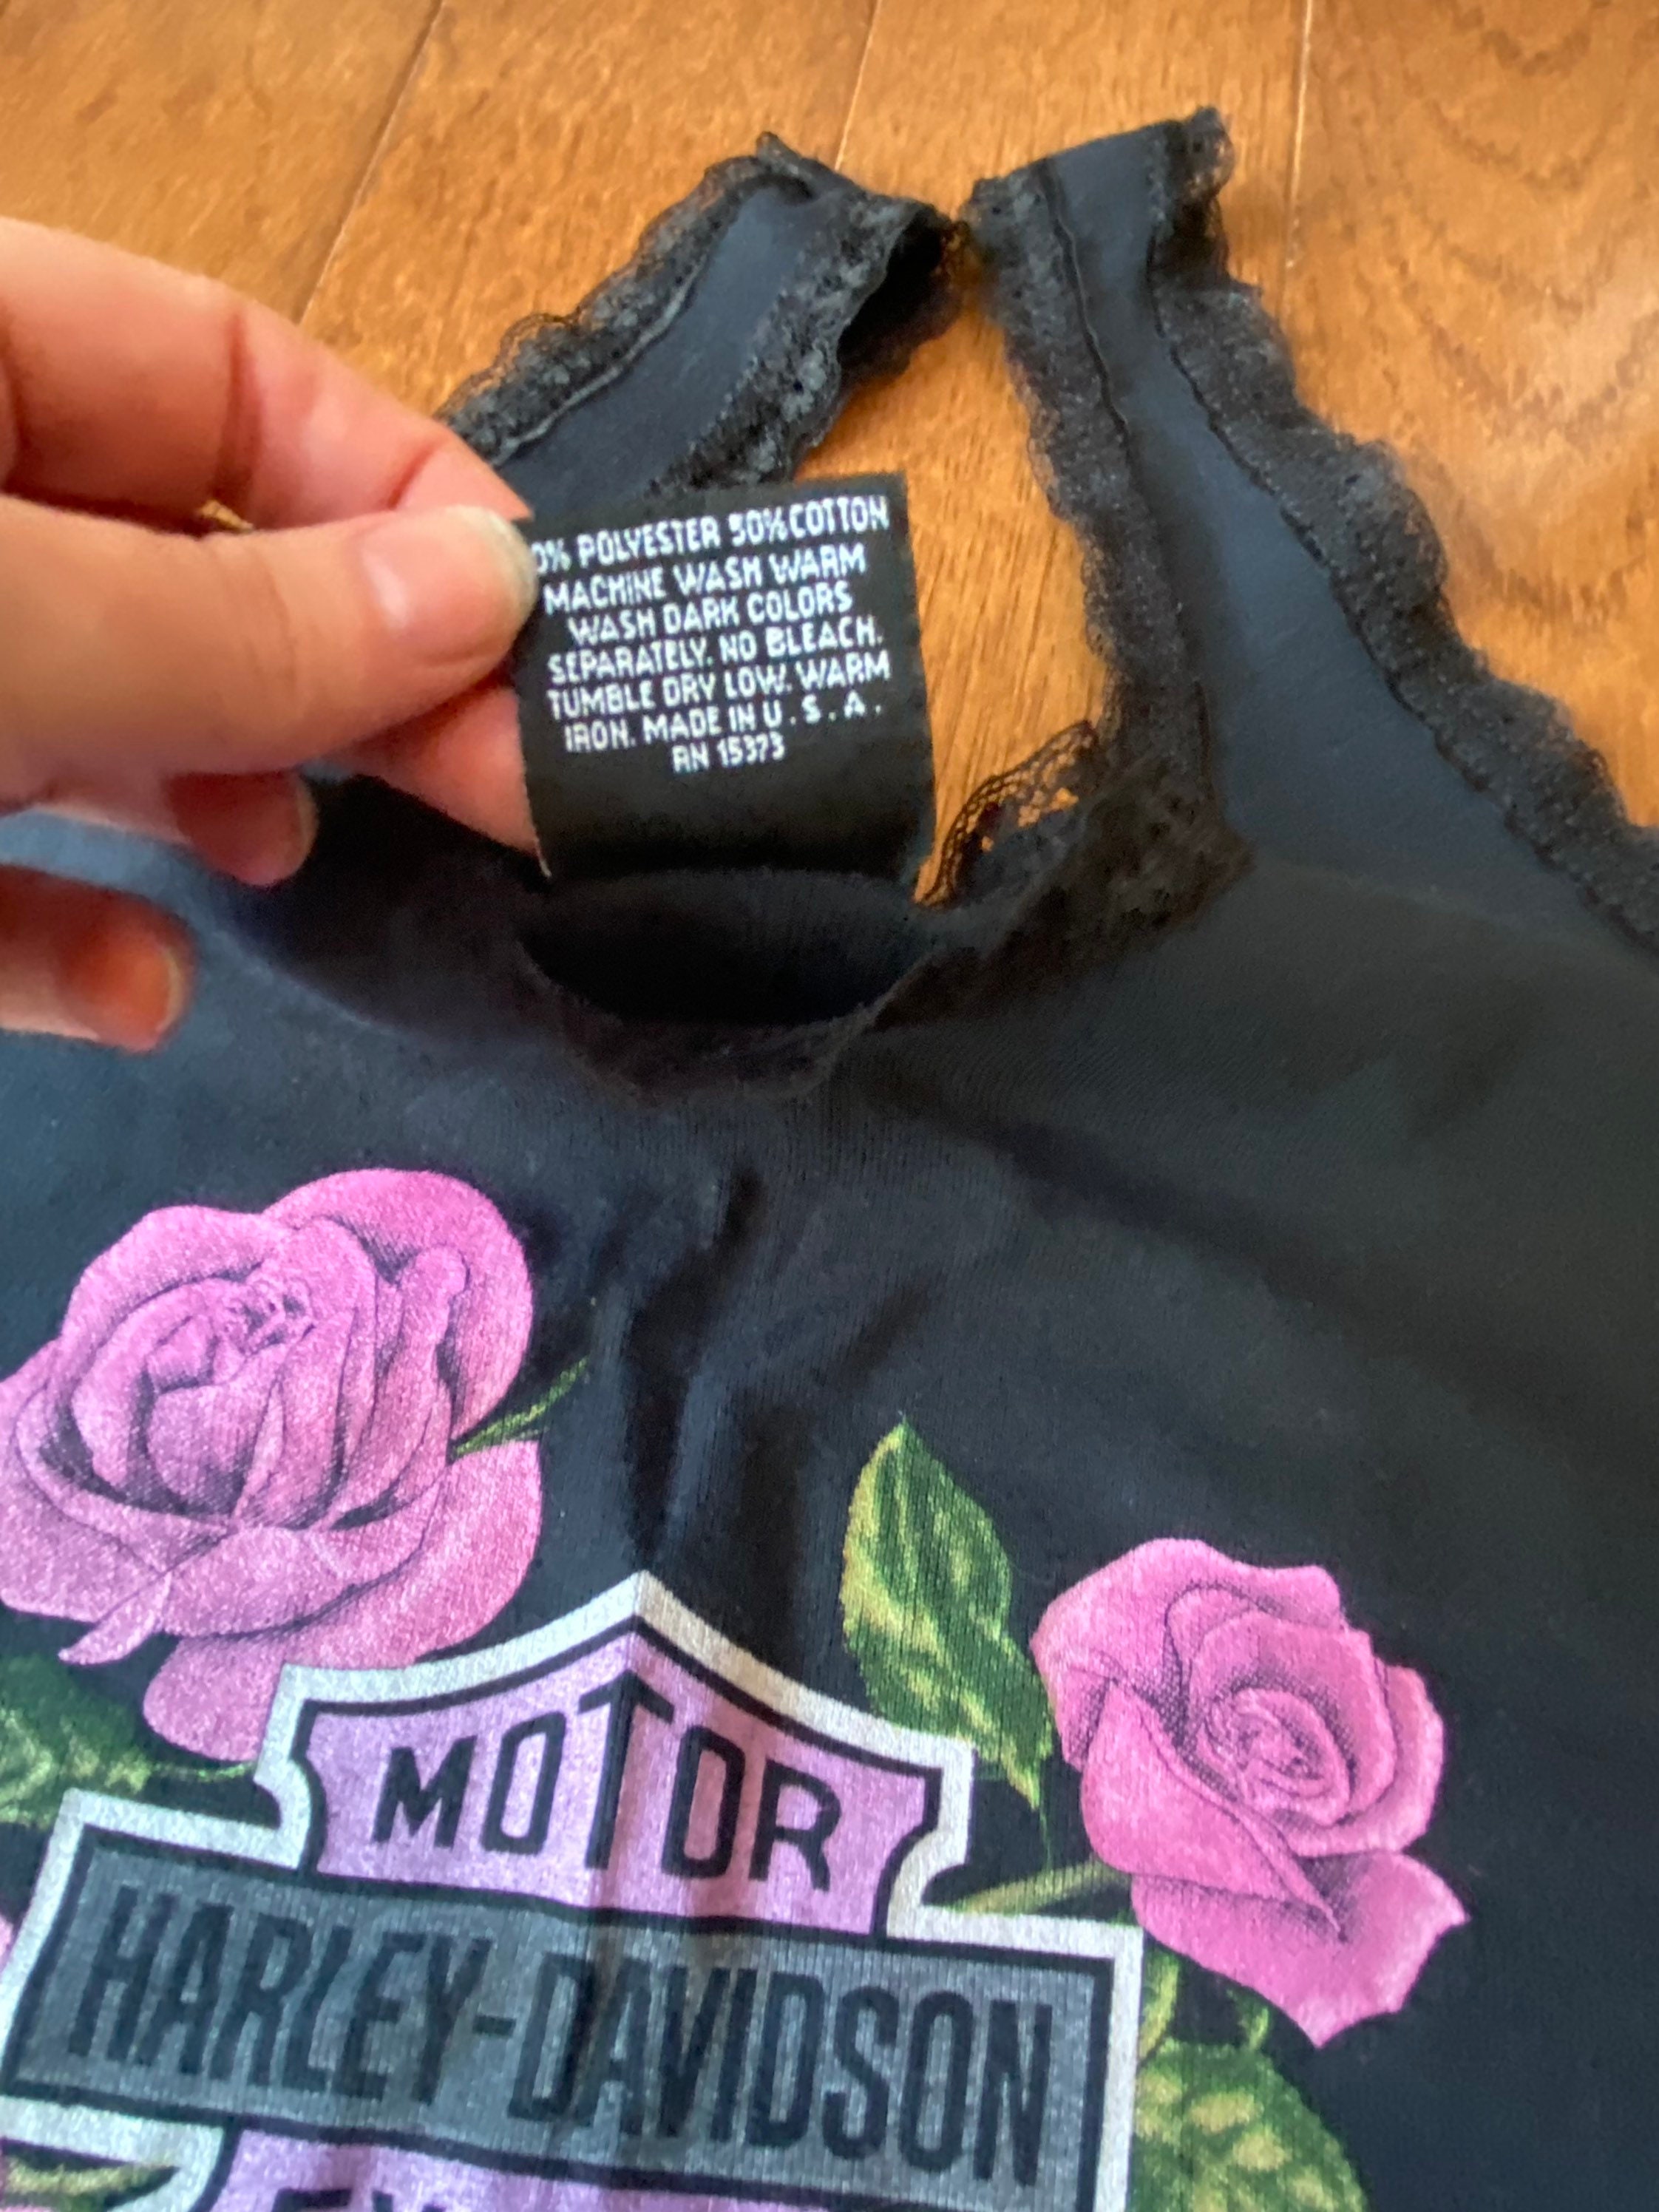 0% POLYESTER 50% COTTON
MACHINE WASH WARM
WASH DARK COLORS
SEPARATELY. NO BLEACH.
TUMBLE DRY LOW. WARM
IRON. MADE IN U.S.A.
RN 15373
MOTOR
HARLEY-DAVIDSON